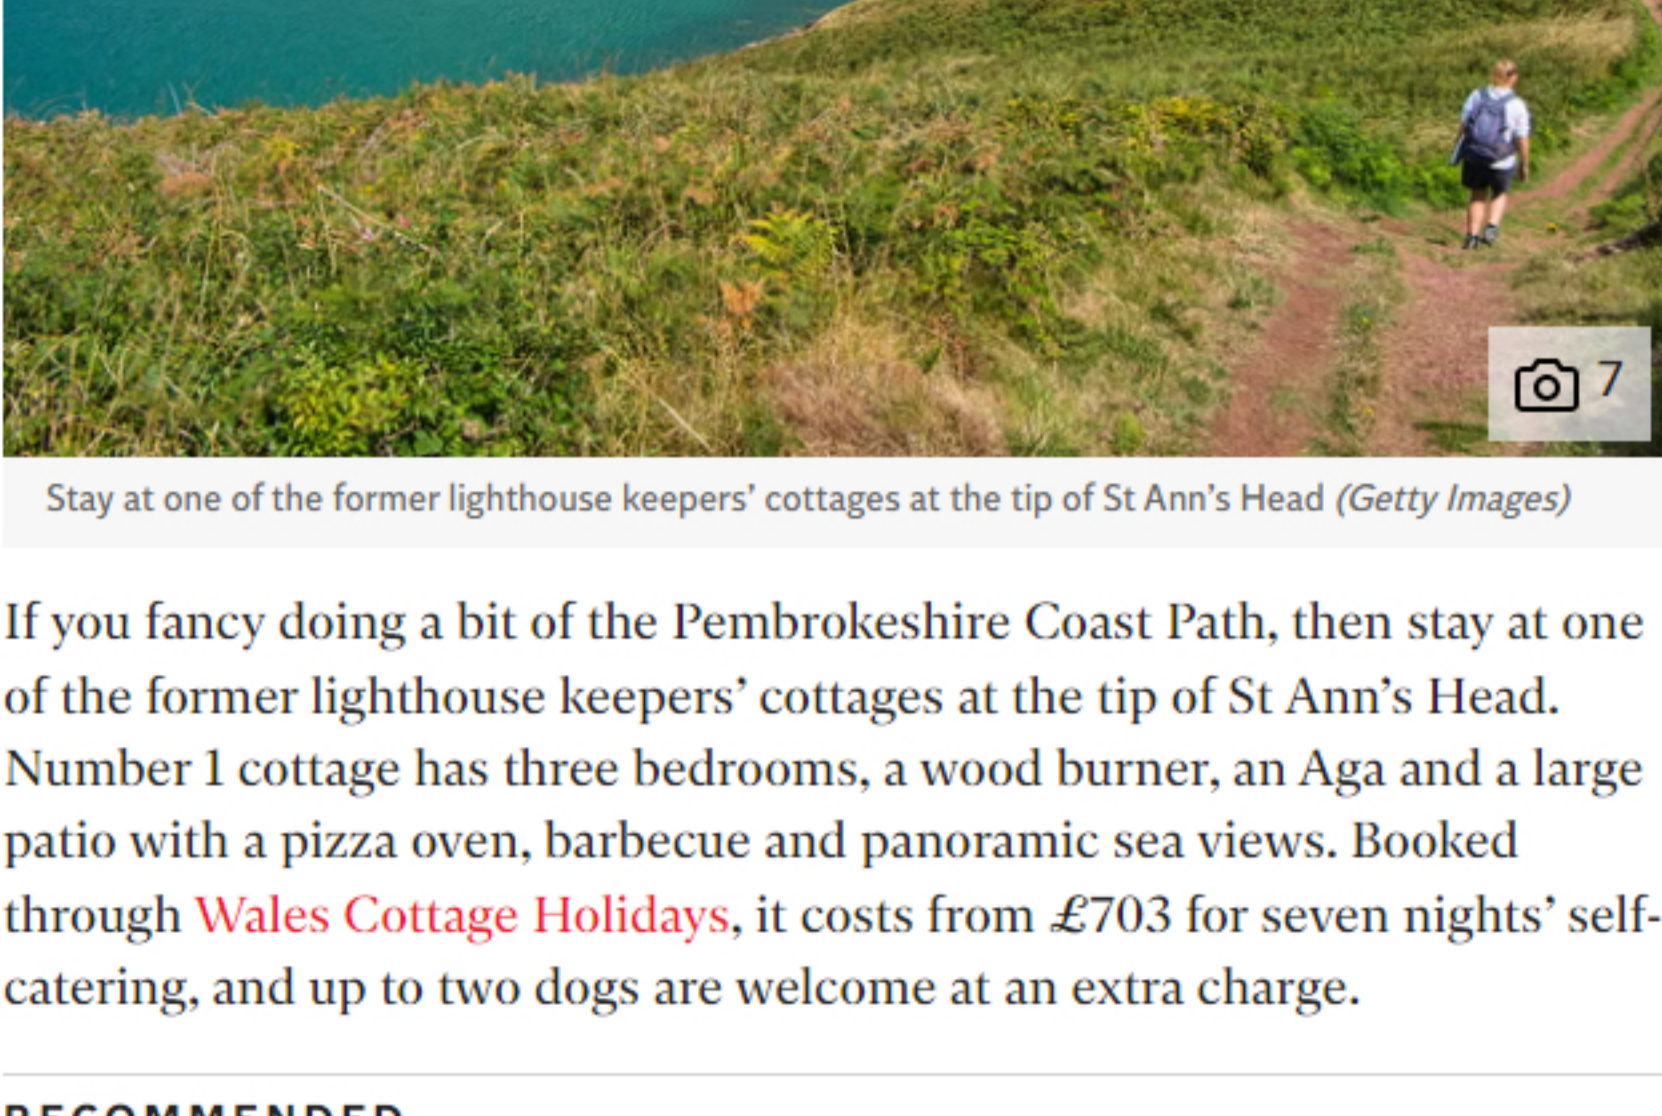 7
Stay at one of the former lighthouse keepers’ cottages at the tip of St Ann’s Head (Getty Images)
If you fancy doing a bit of the Pembrokeshire Coast Path, then stay at one
of the former lighthouse keepers’ cottages at the tip of St Ann’s Head.
Number 1 cottage has three bedrooms, a wood burner, an Aga and a large
patio with a pizza oven, barbecue and panoramic sea views. Booked
through Wales Cottage Holidays, it costs from £703 for seven nights’ self-
catering, and up to two dogs are welcome at an extra charge.
RECOMMENDED